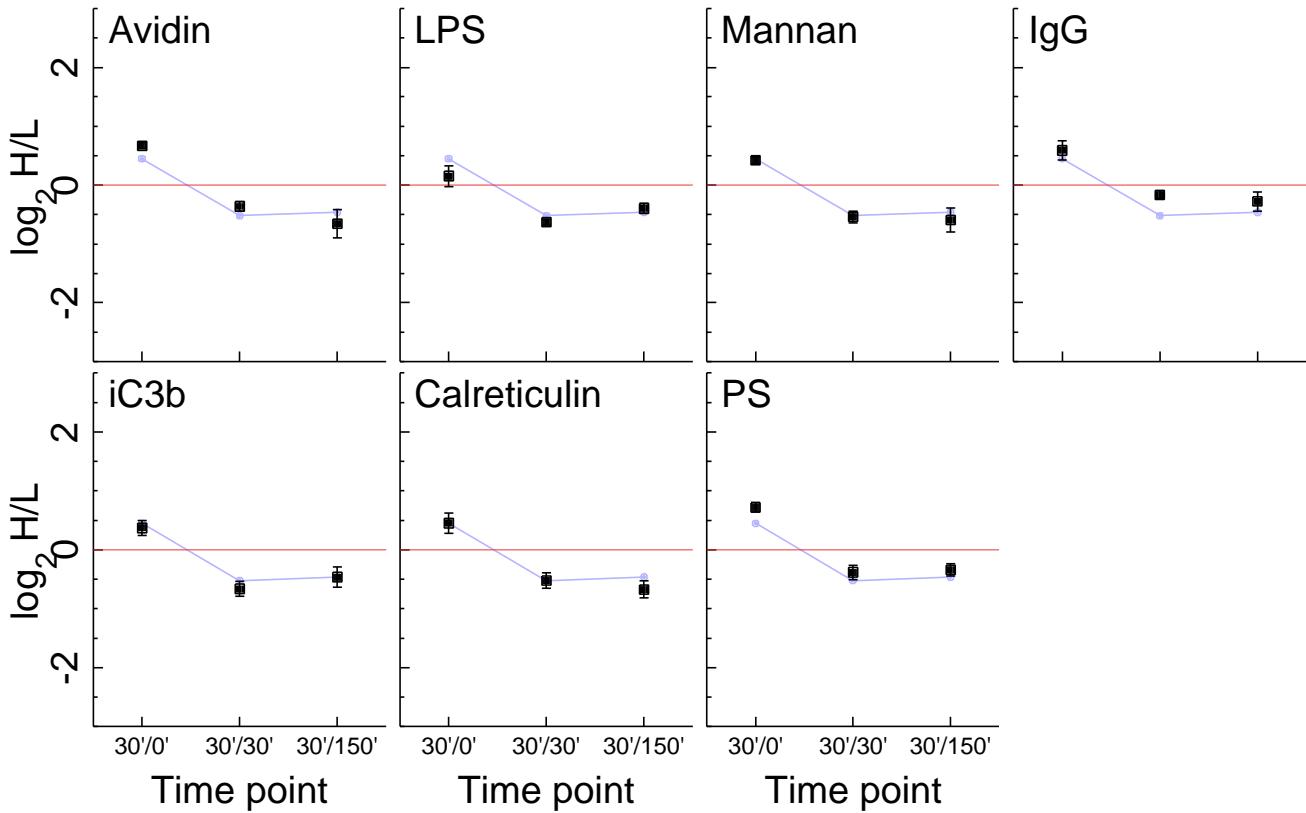 Avidin LPS Mannan IgG
2
0
-2
log2 H/L
iC3b Calreticulin PS
2
0
-2
log2 H/L
30'/0' 30'/30' 30'/150' 30'/0' 30'/30' 30'/150' 30'/0' 30'/30' 30'/150'
Time point Time point Time point